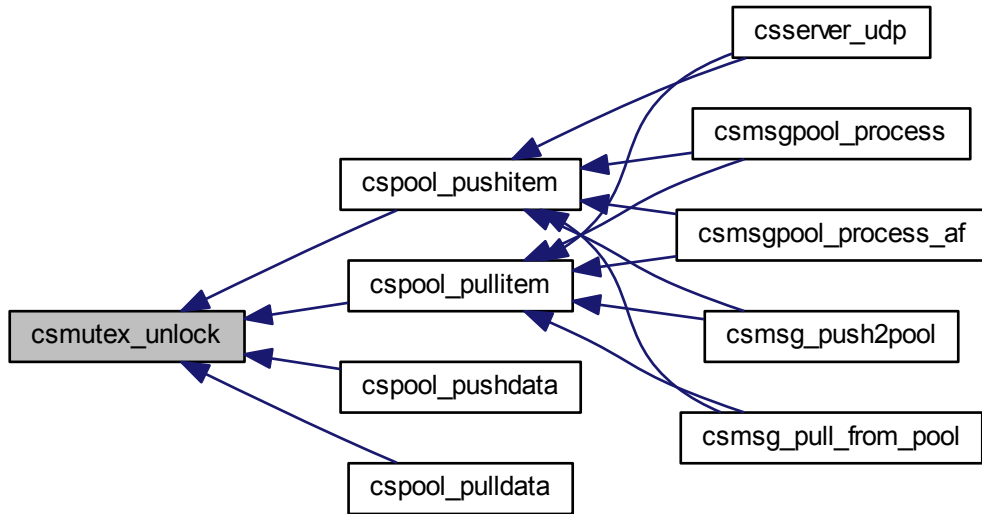 csserver_udp
csmsgpool_process
cspool_pushitem
csmsgpool_process_af
cspool_pullitem
csmutex_unlock
csmsg_push2pool
cspool_pushdata
csmsg_pull_from_pool
cspool_pulldata